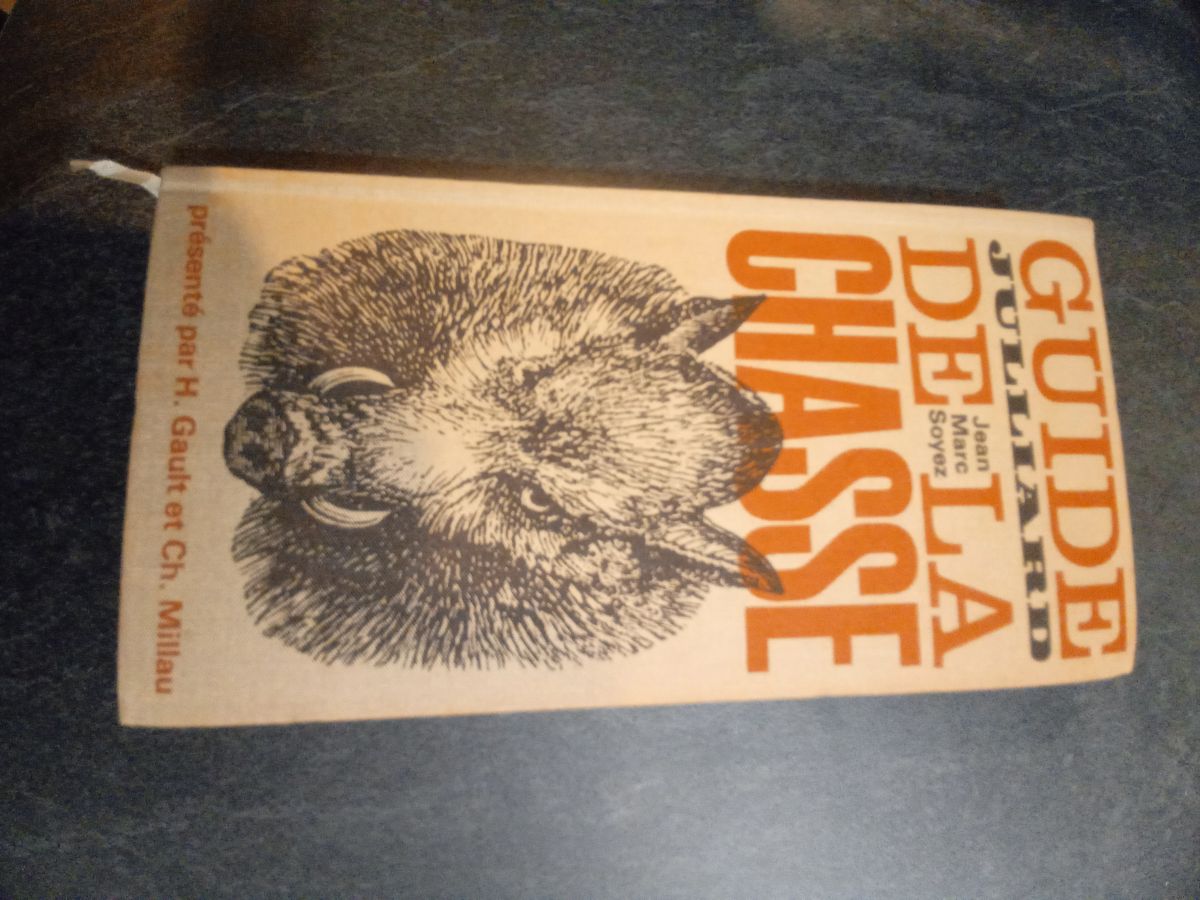 GUIDE
JULLIARD
DE LA
Jean
Marc
Soyez
CHASSE
présenté par H. Gault et Ch. Millau